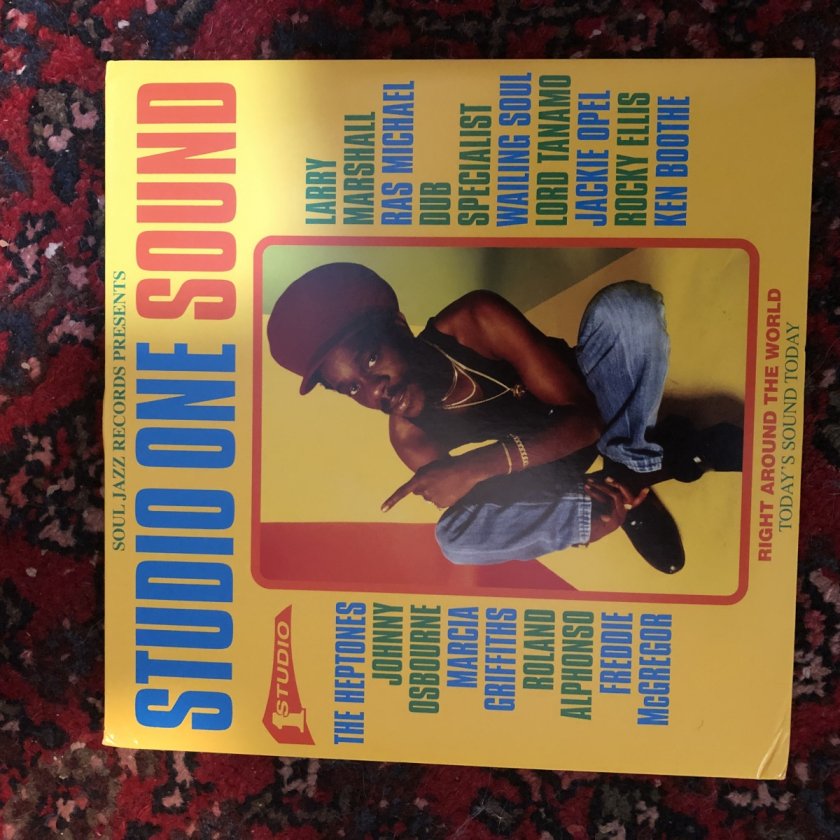 SOUL JAZZ RECORDS PRESENTS
STUDIO ONE SOUND
1
STUDIO
THE HEPTONES
JOHNNY
OSBOURNE
MARCIA
GRIFFITHS
ROLAND
ALPHONSO
FREDDIE
McGREGOR
LARRY
MARSHALL
RAS MICHAEL
DUB
SPECIALIST
WAILING SOUL
LORD TANAMO
JACKIE OPEL
ROCKY ELLIS
KEN BOOTHE
RIGHT AROUND THE WORLD
TODAY'S SOUND TODAY